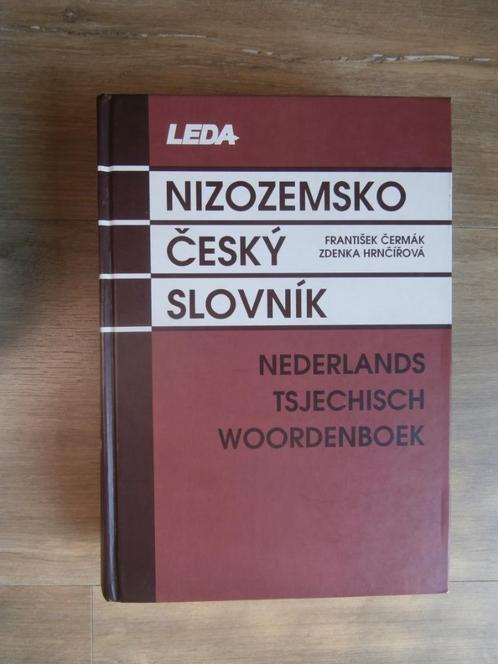 LEDA
NIZOZEMSKO
ČESKÝ
FRANTIŠEK ČERMÁK
ZDENKA HRNČÍŘOVÁ
SLOVNÍK
NEDERLANDS
TSJECHISCH
WOORDENBOEK